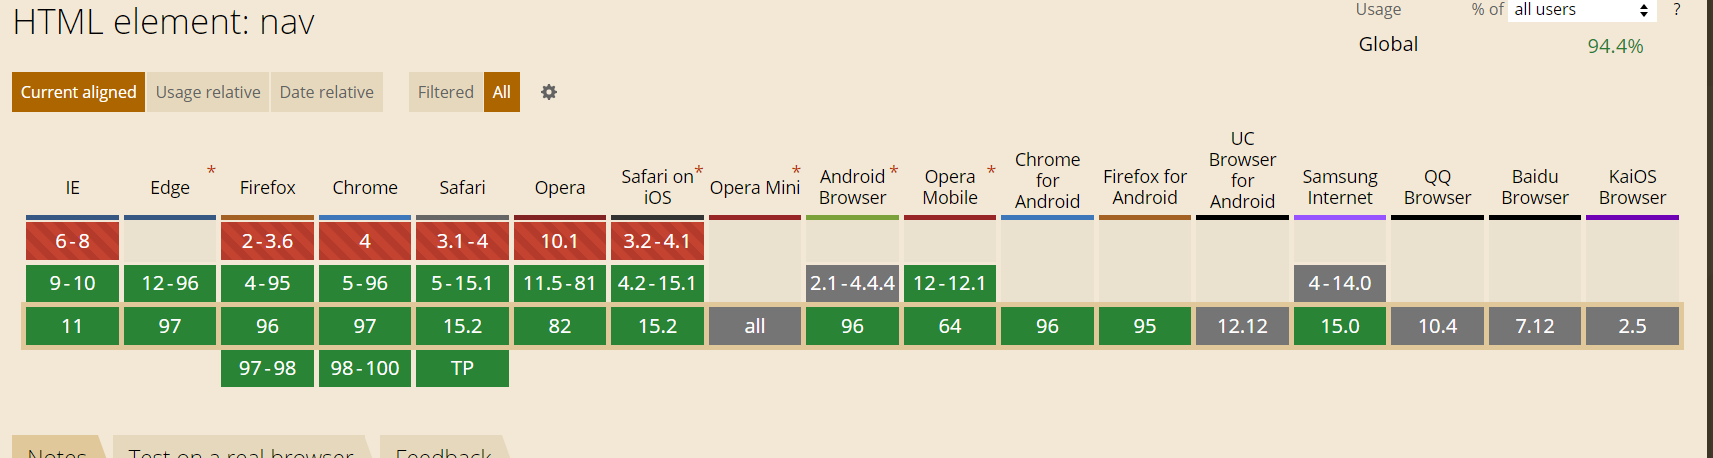 HTML element: nav
Usage % of all users ?
Global 94.4%
Current aligned Usage relative Date relative Filtered All
IE Edge * Firefox Chrome Safari Opera Safari on iOS * Opera Mini * Android Browser * Opera Mobile * Chrome for Android Firefox for Android UC Browser for Android Samsung Internet QQ Browser Baidu Browser KaiOS Browser
6-8 2-3.6 4 3.1-4 10.1 3.2-4.1
9-10 12-96 4-95 5-96 5-15.1 11.5-81 4.2-15.1 2.1-4.4.4 12-12.1 4-14.0
11 97 96 97 15.2 82 15.2 all 96 64 96 95 12.12 15.0 10.4 7.12 2.5
97-98 98-100 TP
Notes Test on a real browser Feedback